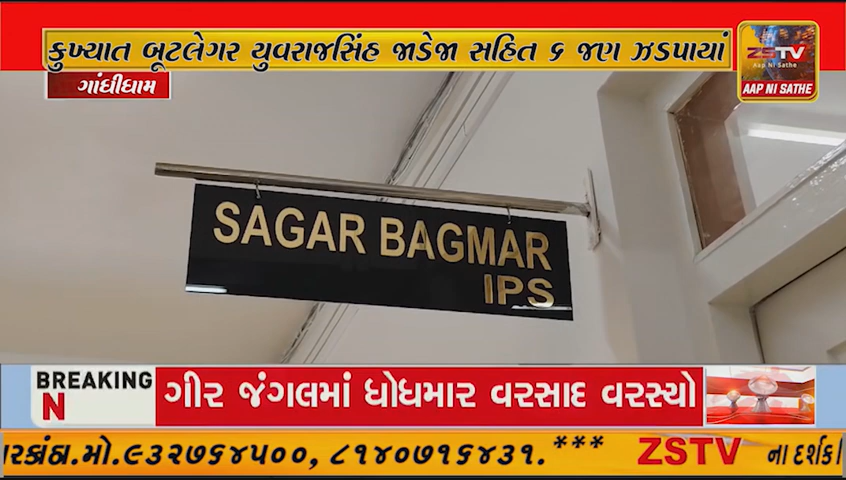 કુખ્યાત બૂટલેગર યુવરાજસિંહ જાડેજા સહિત ૬ જણ ઝડપાયાં
ZSTV
Aap Ni Sathe
AAP NI SATHE
ગાંધીધામ
SAGAR BAGMAR
IPS
BREAKING
N
ગીર જંગલમાં ધોધમાર વરસાદ વરસ્યો
રકાંઠા.મો.૯૩૨૭૬૪૫૦૦, ૮૧૪૦૭૧૬૪૩૧.*** ZSTV ના દર્શક